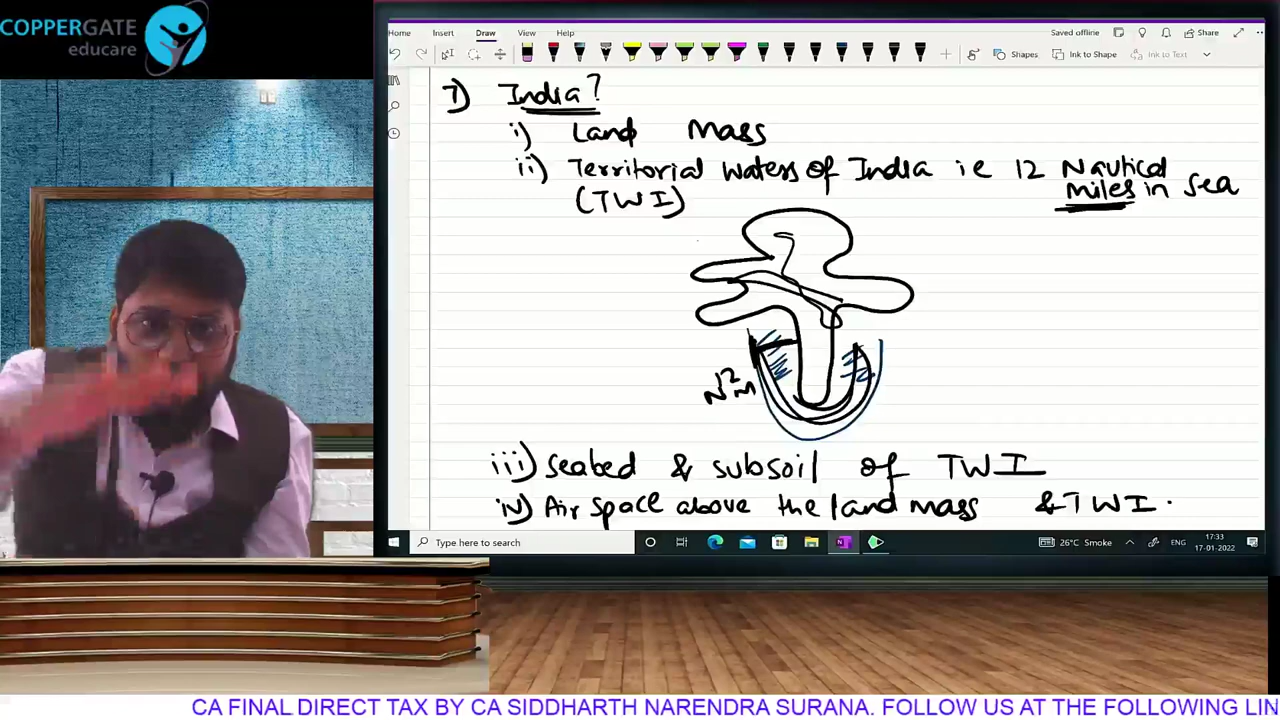 COPPERGATE
educare
Home Insert Draw View Help
Saved offline
Share
Shapes
Ink to Shape
Ink to Text
I) India?
i) Land Mass
ii) Territorial waters of India ie 12 Nautical
(TWI) miles in sea
12
NM
iii) Seabed & subsoil of TWI
iv) Air space above the land mass & TWI.
Type here to search
26°C Smoke
ENG
17:33
17-01-2022
CA FINAL DIRECT TAX BY CA SIDDHARTH NARENDRA SURANA. FOLLOW US AT THE FOLLOWING LIN